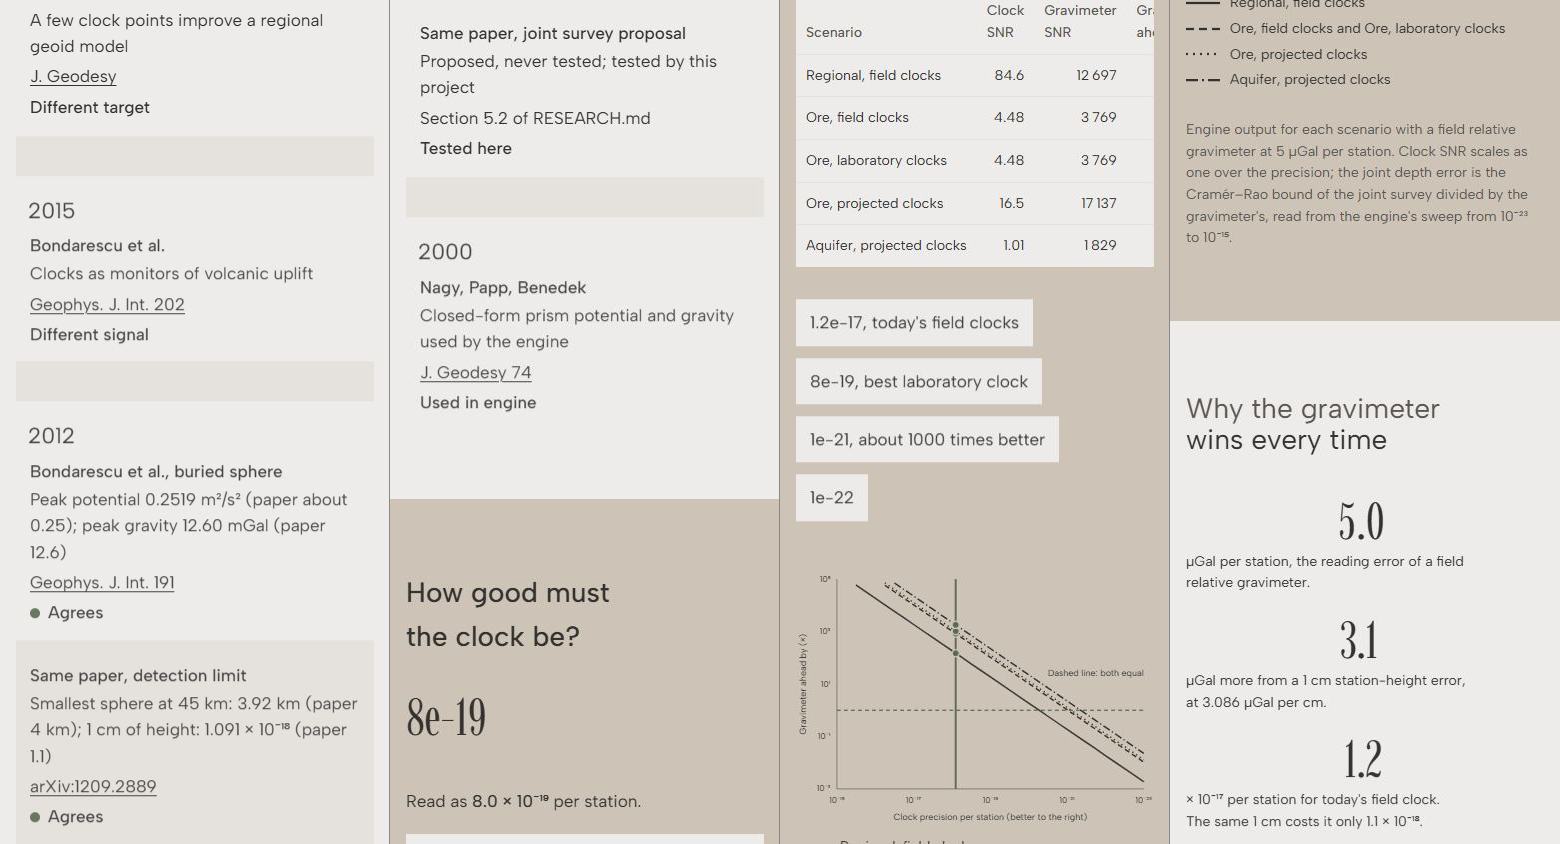 A few clock points improve a regional
geoid model
J. Geodesy
Different target
2015
Bondarescu et al.
Clocks as monitors of volcanic uplift
Geophys. J. Int. 202
Different signal
2012
Bondarescu et al., buried sphere
Peak potential 0.2519 m²/s² (paper about
0.25); peak gravity 12.60 mGal (paper
12.6)
Geophys. J. Int. 191
Agrees
Same paper, detection limit
Smallest sphere at 45 km: 3.92 km (paper
4 km); 1 cm of height: 1.091 × 10⁻¹⁸ (paper
1.1)
arXiv:1209.2889
Agrees
Same paper, joint survey proposal
Proposed, never tested; tested by this
project
Section 5.2 of RESEARCH.md
Tested here
2000
Nagy, Papp, Benedek
Closed-form prism potential and gravity
used by the engine
J. Geodesy 74
Used in engine
How good must
the clock be?
8e-19
Read as 8.0 × 10⁻¹⁹ per station.
Clock Gravimeter
Scenario SNR SNR
Regional, field clocks 84.6 12 697
Ore, field clocks 4.48 3 769
Ore, laboratory clocks 4.48 3 769
Ore, projected clocks 16.5 17 137
Aquifer, projected clocks 1.01 1 829
1.2e-17, today's field clocks
8e-19, best laboratory clock
1e-21, about 1000 times better
1e-22
Gravimeter ahead by (×)
Dashed line: both equal
Clock precision per station (better to the right)
Regional, field clocks
Ore, field clocks and Ore, laboratory clocks
Ore, projected clocks
Aquifer, projected clocks
Engine output for each scenario with a field relative
gravimeter at 5 µGal per station. Clock SNR scales as
one over the precision; the joint depth error is the
Cramér–Rao bound of the joint survey divided by the
gravimeter's, read from the engine's sweep from 10⁻²³
to 10⁻¹⁵.
Why the gravimeter
wins every time
5.0
µGal per station, the reading error of a field
relative gravimeter.
3.1
µGal more from a 1 cm station-height error,
at 3.086 µGal per cm.
1.2
× 10⁻¹⁷ per station for today's field clock.
The same 1 cm costs it only 1.1 × 10⁻¹⁸.